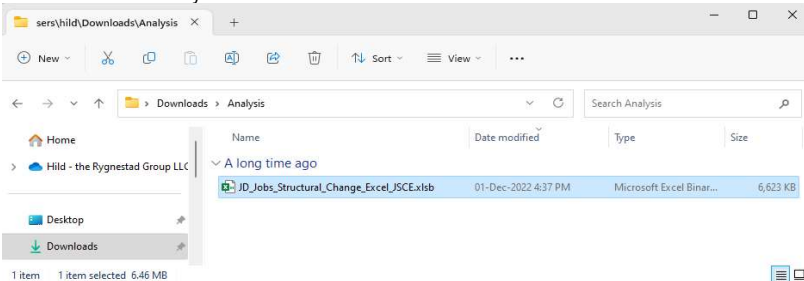 sers\hild\Downloads\Analysis
New
Sort
View
Downloads > Analysis
Search Analysis
Name
Date modified
Type
Size
Home
Hild - the Rygnestad Group LLC
A long time ago
JD_Jobs_Structural_Change_Excel_JSCE.xlsb
01-Dec-2022 4:37 PM
Microsoft Excel Binar...
6,623 KB
Desktop
Downloads
1 item
1 item selected 6.46 MB